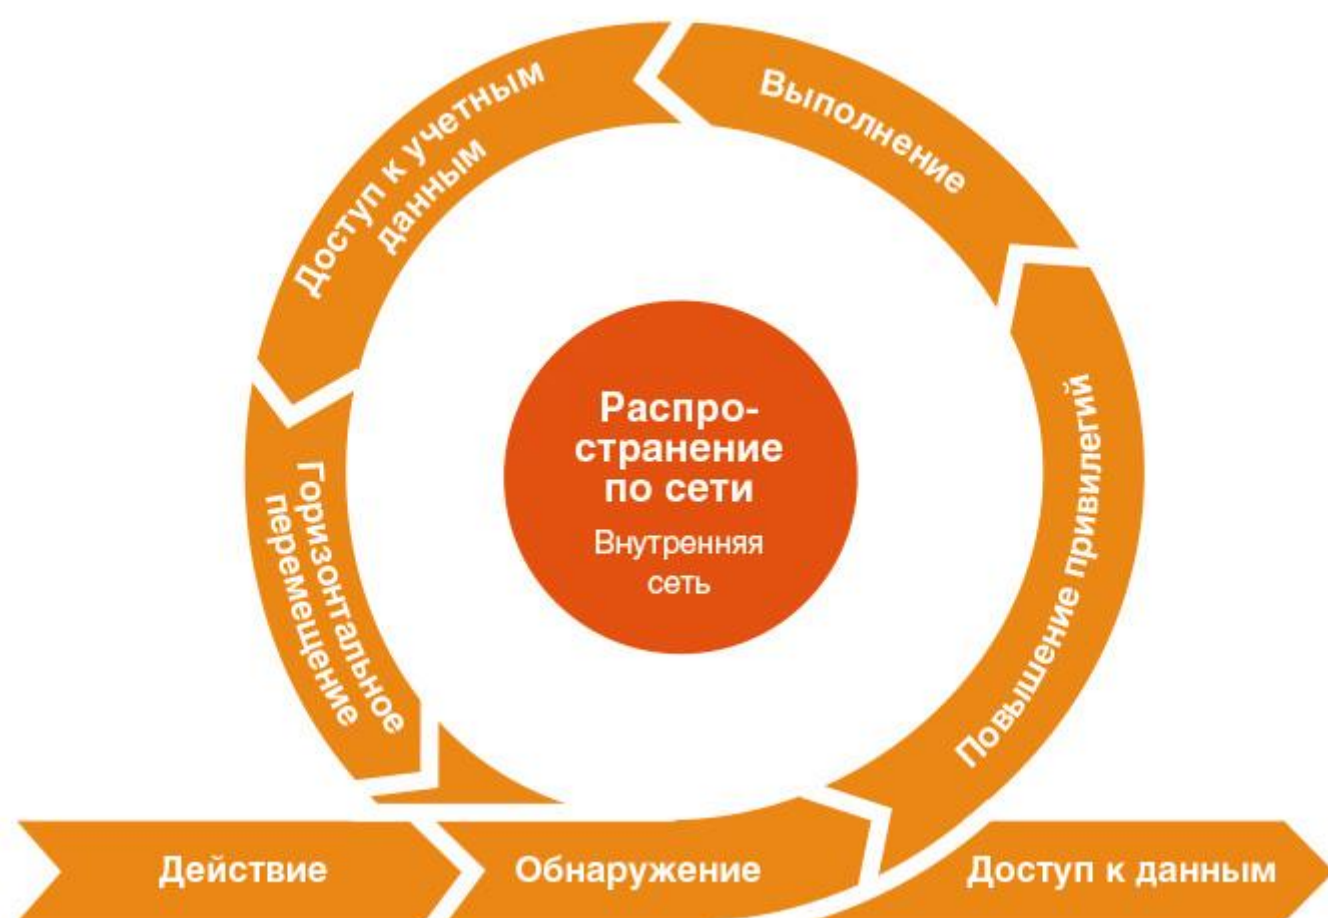 Выполнение
Доступ к учетным
данным
Повышение привилегий
Распро-
странение
по сети
Внутренняя
сеть
Горизонтальное
перемещение
Действие
Обнаружение
Доступ к данным